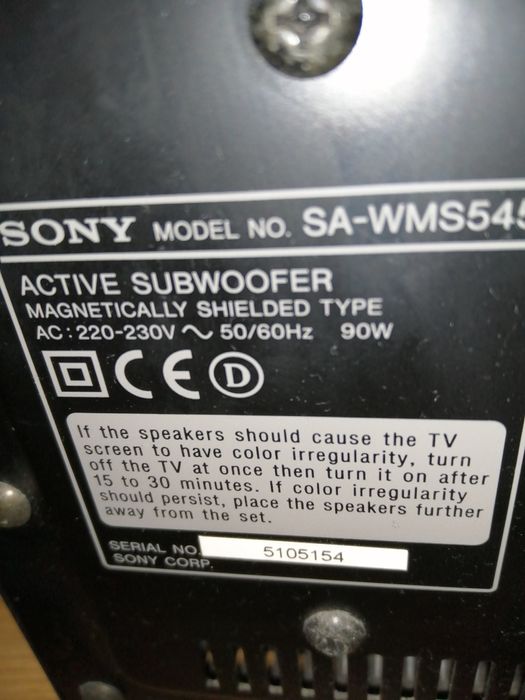 SONY MODEL NO. SA-WMS545
ACTIVE SUBWOOFER
MAGNETICALLY SHIELDED TYPE
AC : 220-230V ~ 50/60Hz 90W
CE D
If the speakers should cause the TV
screen to have color irregularity, turn
off the TV at once then turn it on after
15 to 30 minutes. If color irregularity
should persist, place the speakers further
away from the set.
SERIAL NO. 5105154
SONY CORP.